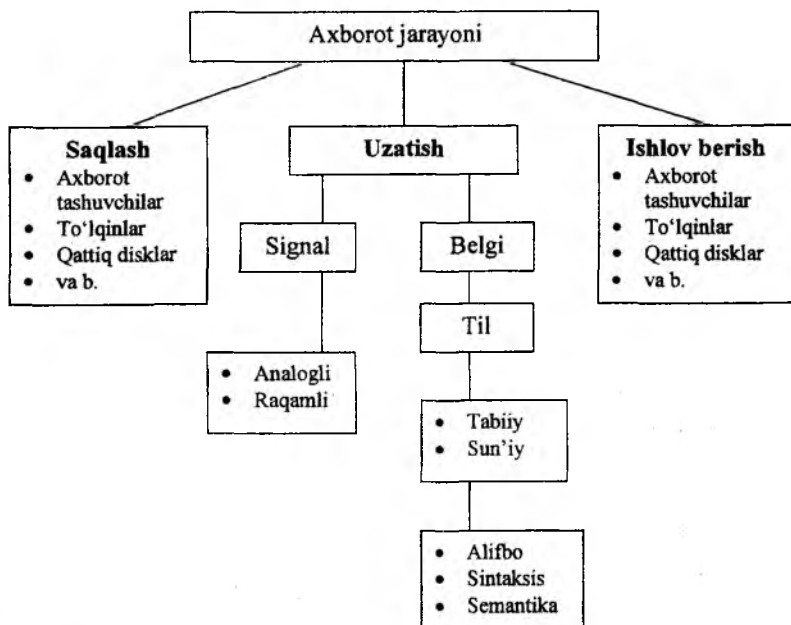 Axborot jarayoni
Saqlash
• Axborot
tashuvchilar
• To‘lqinlar
• Qattiq disklar
• va b.
Uzatish
Signal
• Analogli
• Raqamli
Belgi
Til
• Tabiiy
• Sun’iy
• Alifbo
• Sintaksis
• Semantika
Ishlov berish
• Axborot
tashuvchilar
• To‘lqinlar
• Qattiq disklar
• va b.